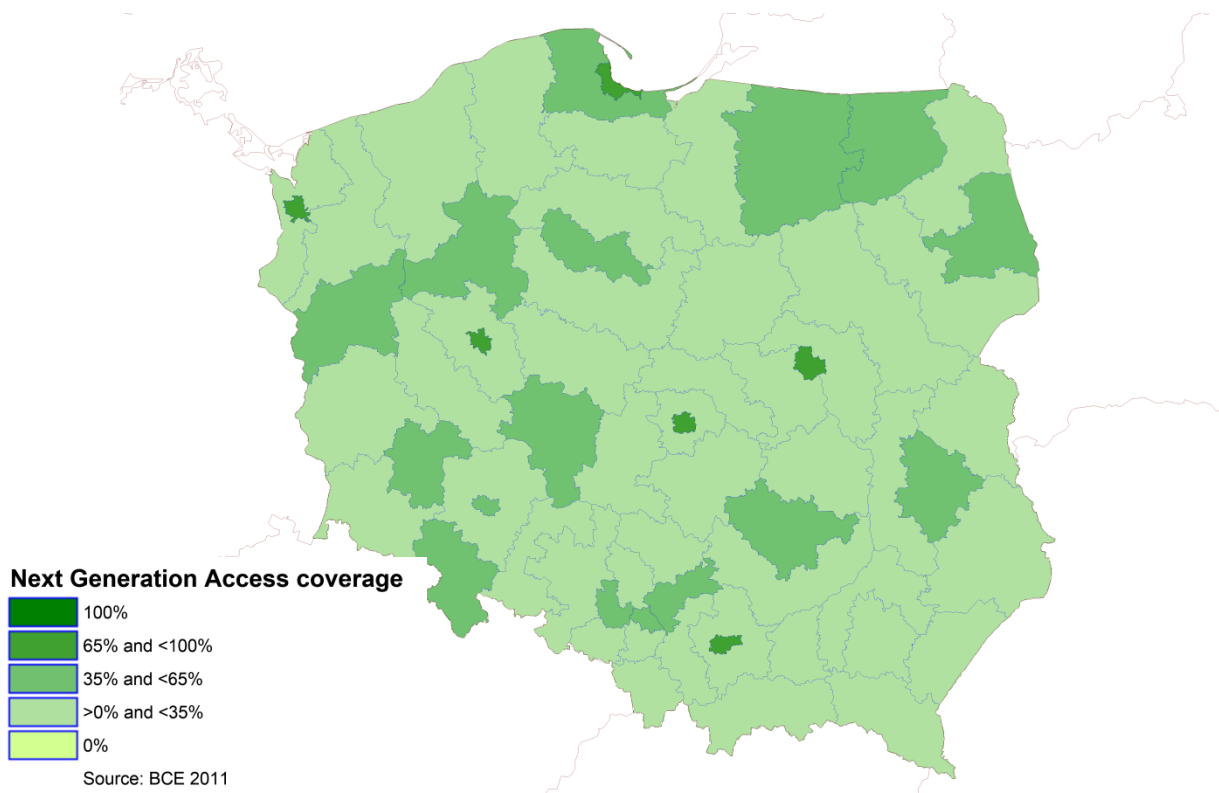 Next Generation Access coverage
100%
65% and <100%
35% and <65%
>0% and <35%
0%
Source: BCE 2011